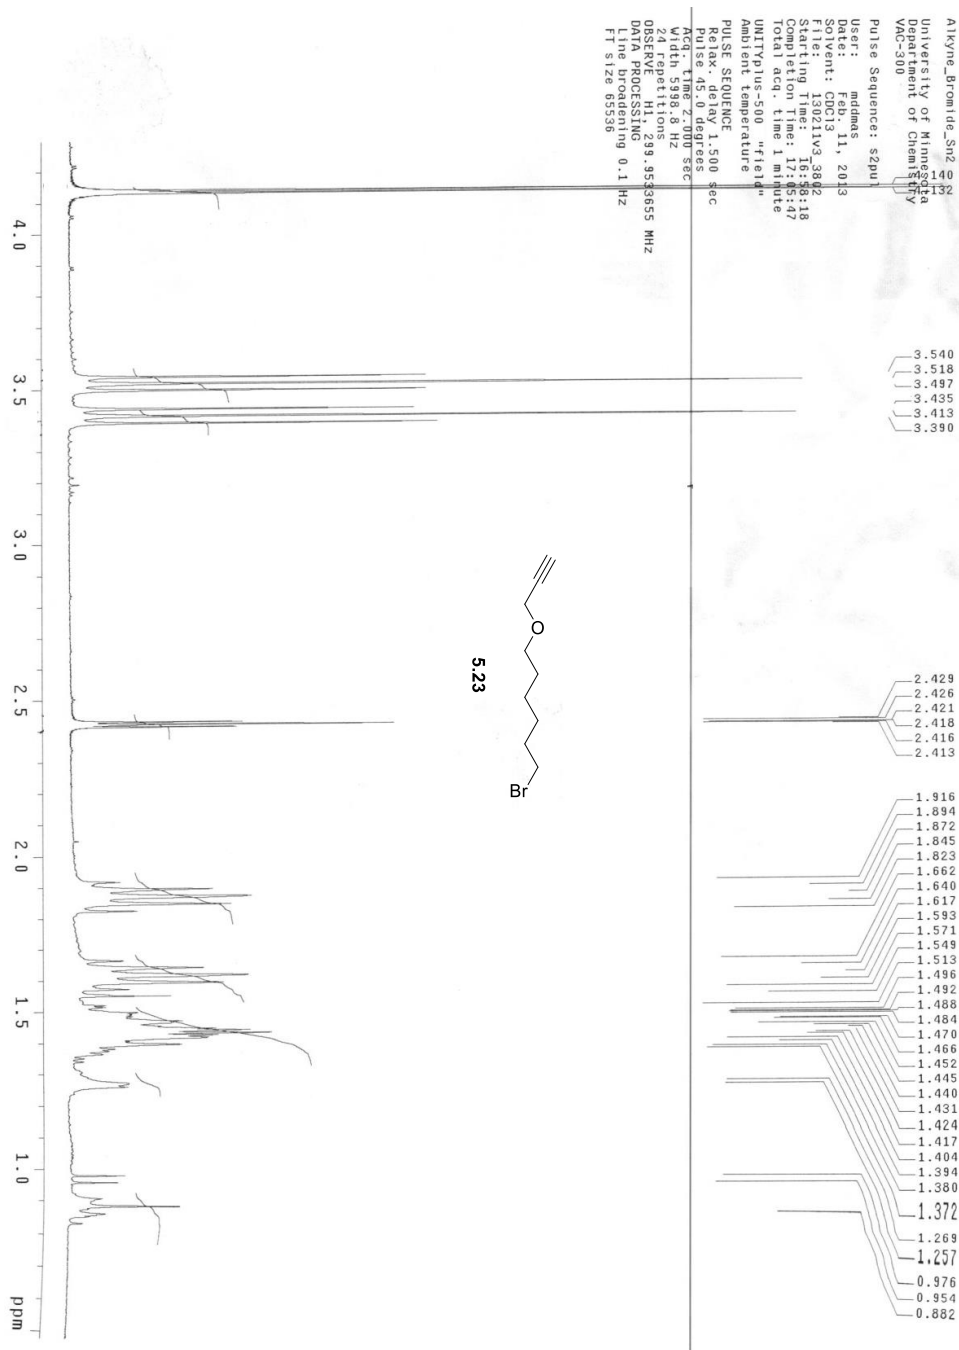 Alkyne_Bromide_Sn2
University of Minnesota
Department of Chemistry
VAC-300
Pulse Sequence: s2pul
User: mddmas
Date: Feb. 11, 2013
Solvent: CDCl3
File: 130211v3_3802
Starting Time: 16:58:18
Completion Time: 17:05:47
Total acq. time 1 minute
UNITYplus-500 "field"
Ambient temperature
PULSE SEQUENCE
Relax. delay 1.500 sec
Pulse 45.0 degrees
Acq. time 2.000 sec
Width 5998.8 Hz
24 repetitions
OBSERVE H1, 299.9533655 MHz
DATA PROCESSING
Line broadening 0.1 Hz
FT size 65536
4.140
4.132
3.540
3.518
3.497
3.435
3.413
3.390
2.429
2.426
2.421
2.418
2.416
2.413
1.916
1.894
1.872
1.845
1.823
1.662
1.640
1.617
1.593
1.571
1.549
1.513
1.496
1.492
1.488
1.484
1.470
1.466
1.452
1.445
1.440
1.431
1.424
1.417
1.404
1.394
1.380
1.372
1.269
1.257
0.976
0.954
0.882
O
Br
5.23
4.0 3.5 3.0 2.5 2.0 1.5 1.0 ppm